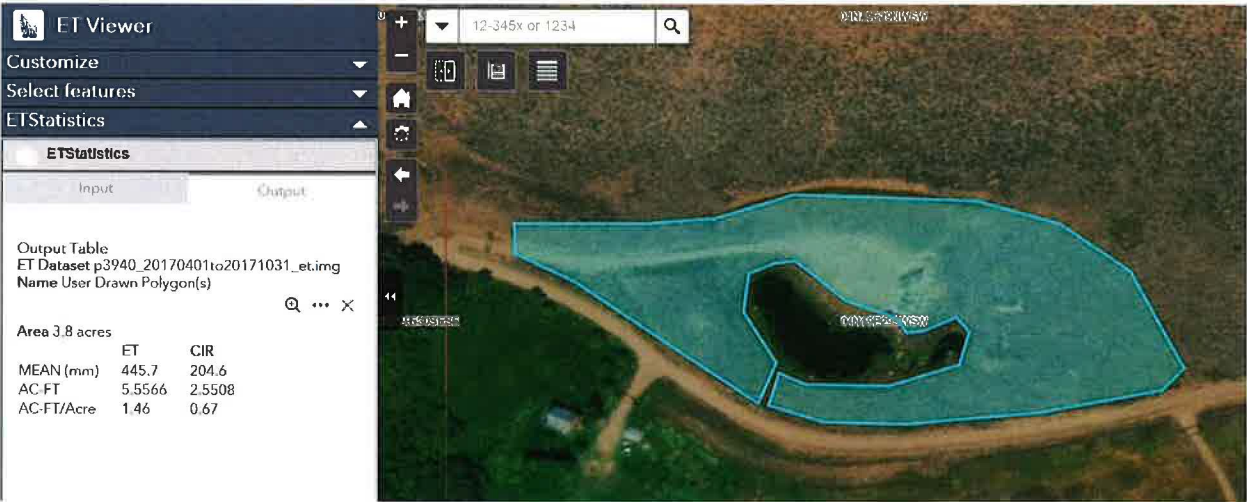 ET Viewer
Customize
Select features
ETStatistics
ETStatistics
Input Output
Output Table
ET Dataset p3940_20170401to20171031_et.img
Name User Drawn Polygon(s)
Area 3.8 acres
ET CIR
MEAN (mm) 445.7 204.6
AC-FT 5.5566 2.5508
AC-FT/Acre 1.46 0.67
12-345x or 1234